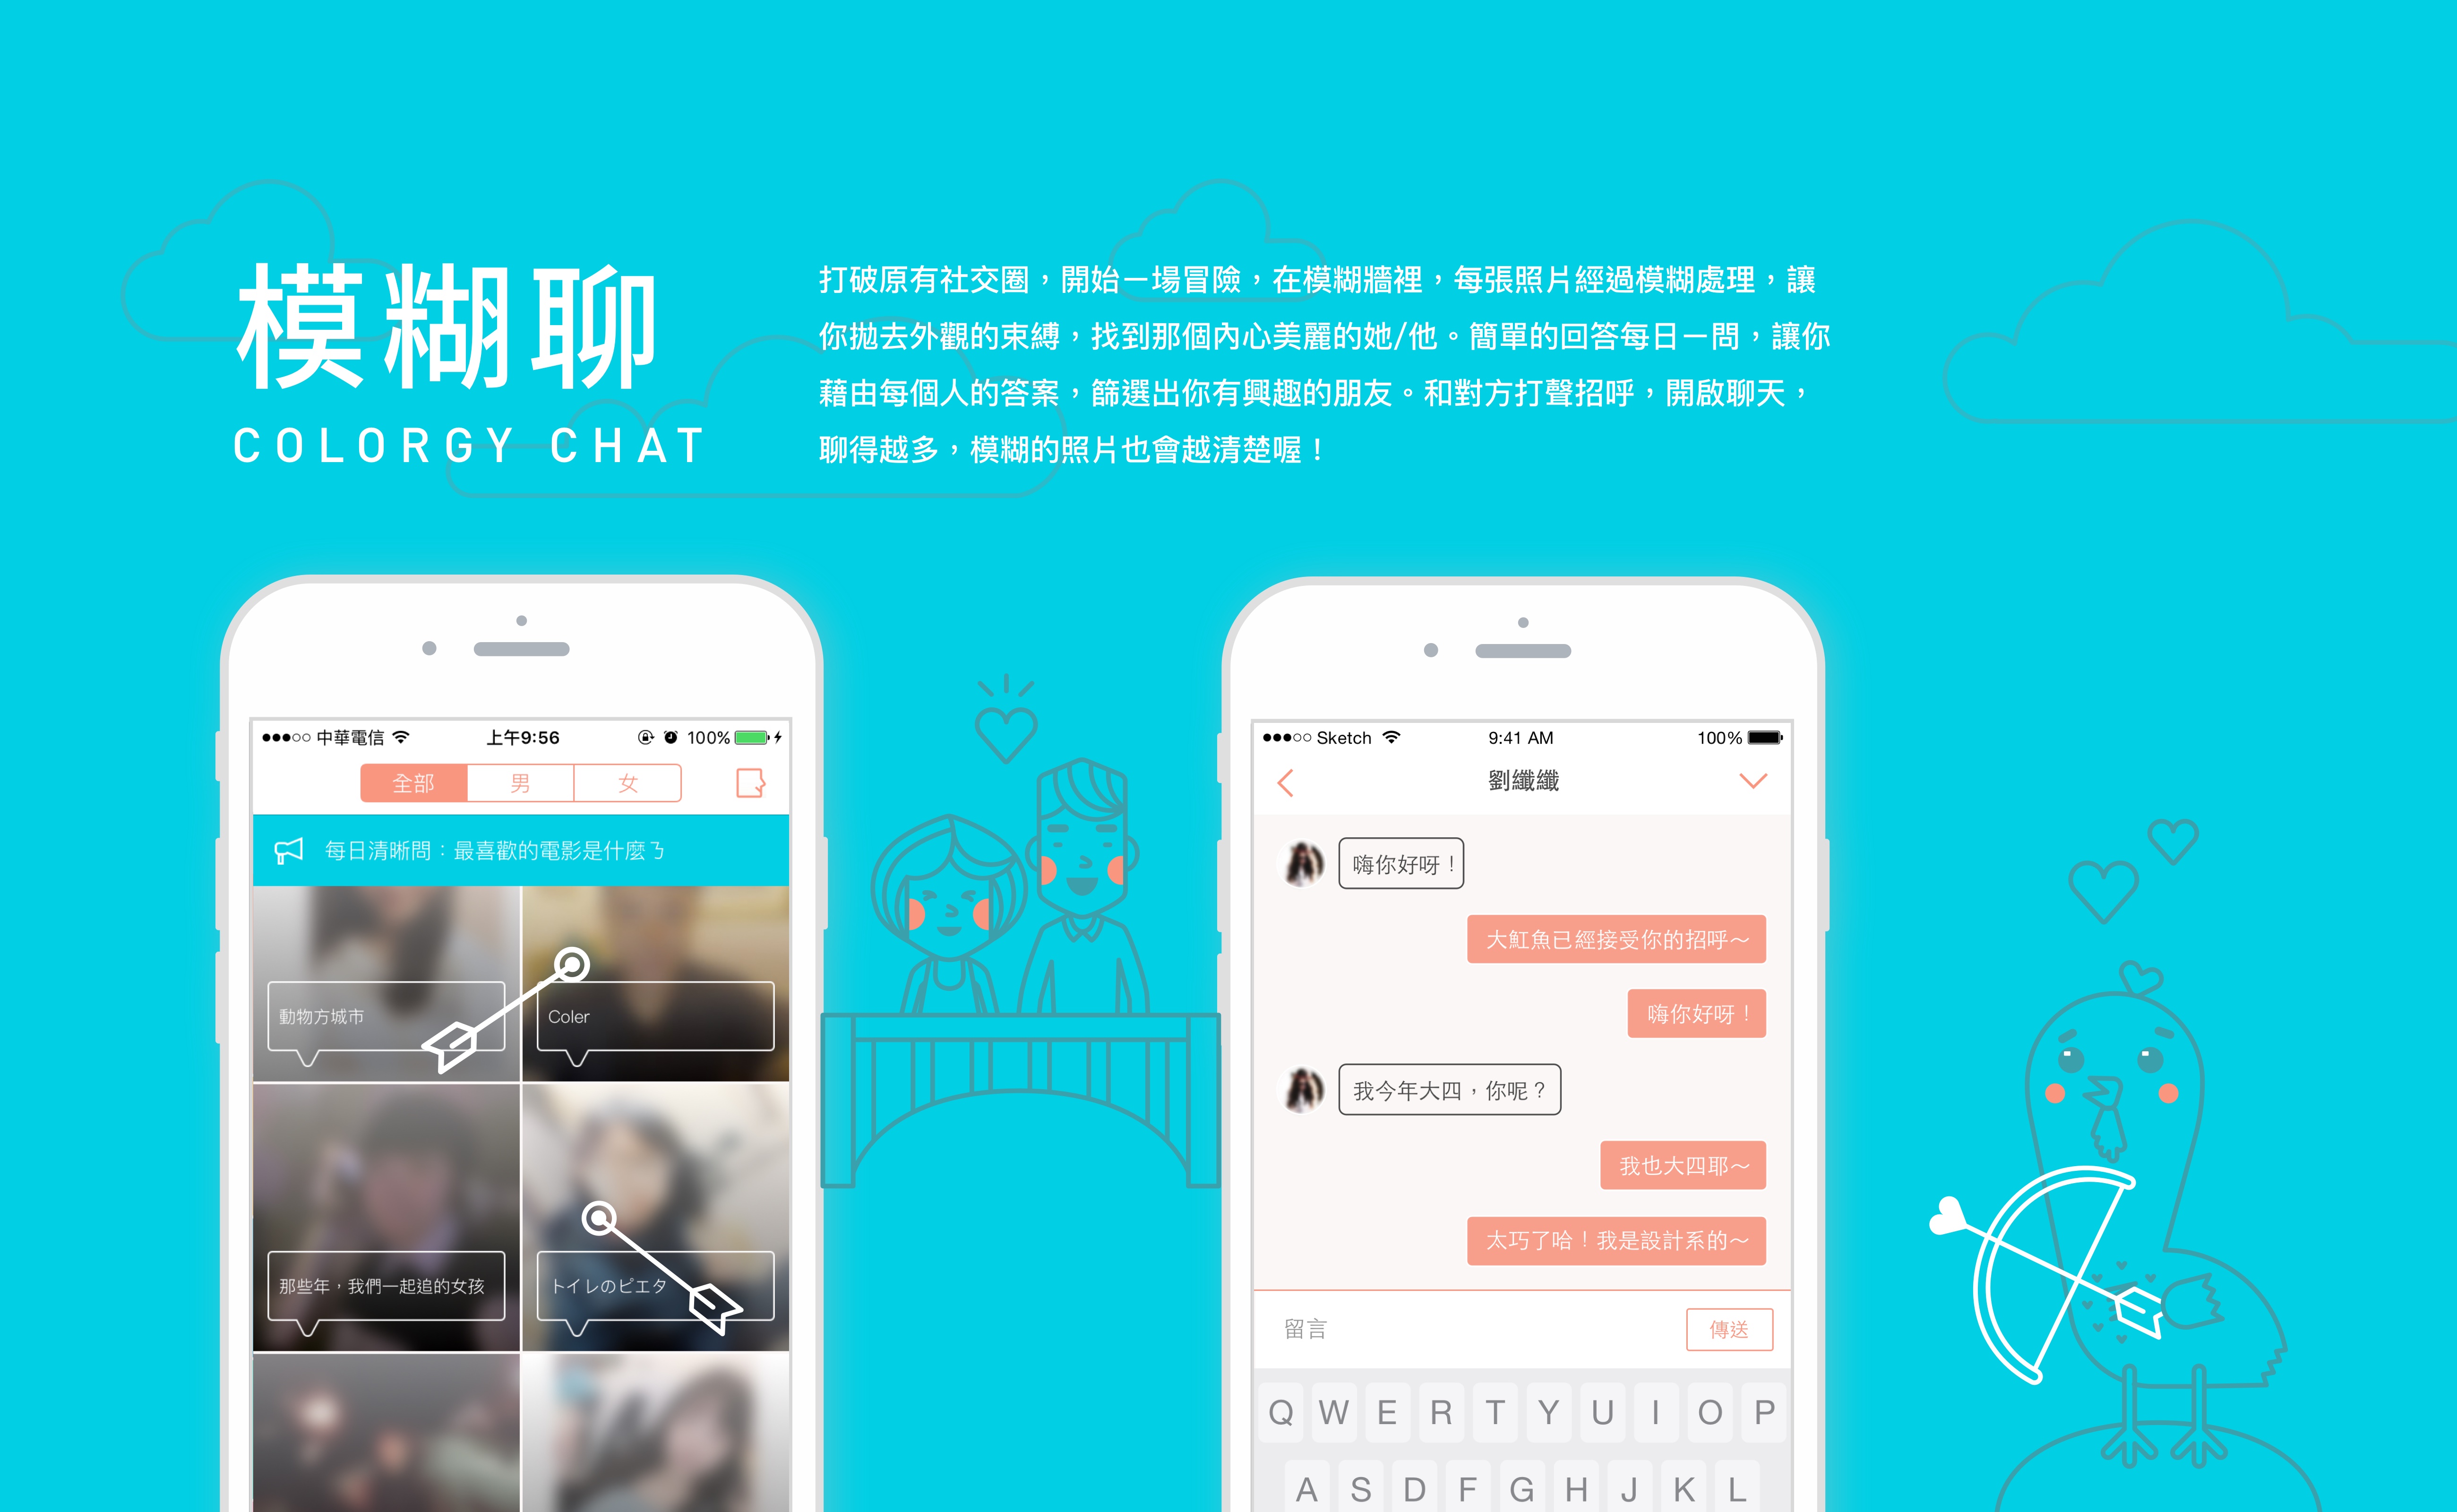 模糊聊
COLORGY CHAT
打破原有社交圈，開始一場冒險，在模糊牆裡，每張照片經過模糊處理，讓
你拋去外觀的束縛，找到那個內心美麗的她/他。簡單的回答每日一問，讓你
藉由每個人的答案，篩選出你有興趣的朋友。和對方打聲招呼，開啟聊天，
聊得越多，模糊的照片也會越清楚喔！
中華電信 上午9:56 100%
全部 男 女
每日清晰問：最喜歡的電影是什麼ㄋ
動物方城市
Coler
那些年，我們一起追的女孩
トイレのピエタ
Sketch 9:41 AM 100%
劉纖纖
嗨你好呀！
大魟魚已經接受你的招呼～
嗨你好呀！
我今年大四，你呢？
我也大四耶～
太巧了哈！我是設計系的～
留言 傳送
Q W E R T Y U I O P
A S D F G H J K L